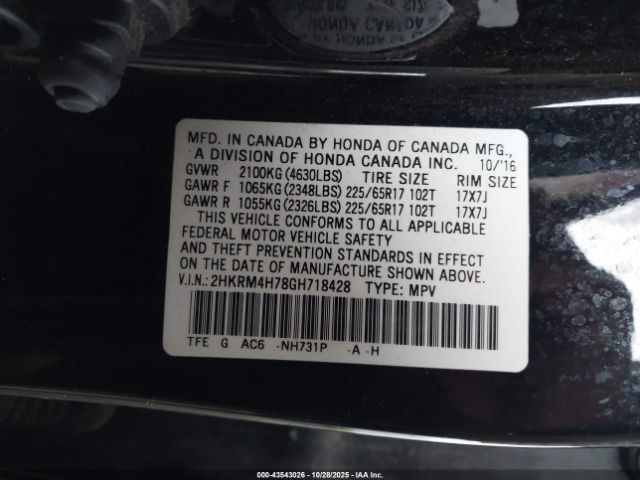 HONDA CANADA
MFD. IN CANADA BY HONDA OF CANADA MFG.,
A DIVISION OF HONDA CANADA INC. 10/'16
GVWR 2100KG(4630LBS) TIRE SIZE RIM SIZE
GAWR F 1065KG(2348LBS) 225/65R17 102T 17X7J
GAWR R 1055KG(2326LBS) 225/65R17 102T 17X7J
THIS VEHICLE CONFORMS TO ALL APPLICABLE
FEDERAL MOTOR VEHICLE SAFETY
AND THEFT PREVENTION STANDARDS IN EFFECT
ON THE DATE OF MANUFACTURE SHOWN ABOVE.
V.I.N.: 2HKRM4H78GH718428 TYPE: MPV
TFE G AC6 -NH731P -A -H
000-43543026 | 10/28/2025 | IAA Inc.